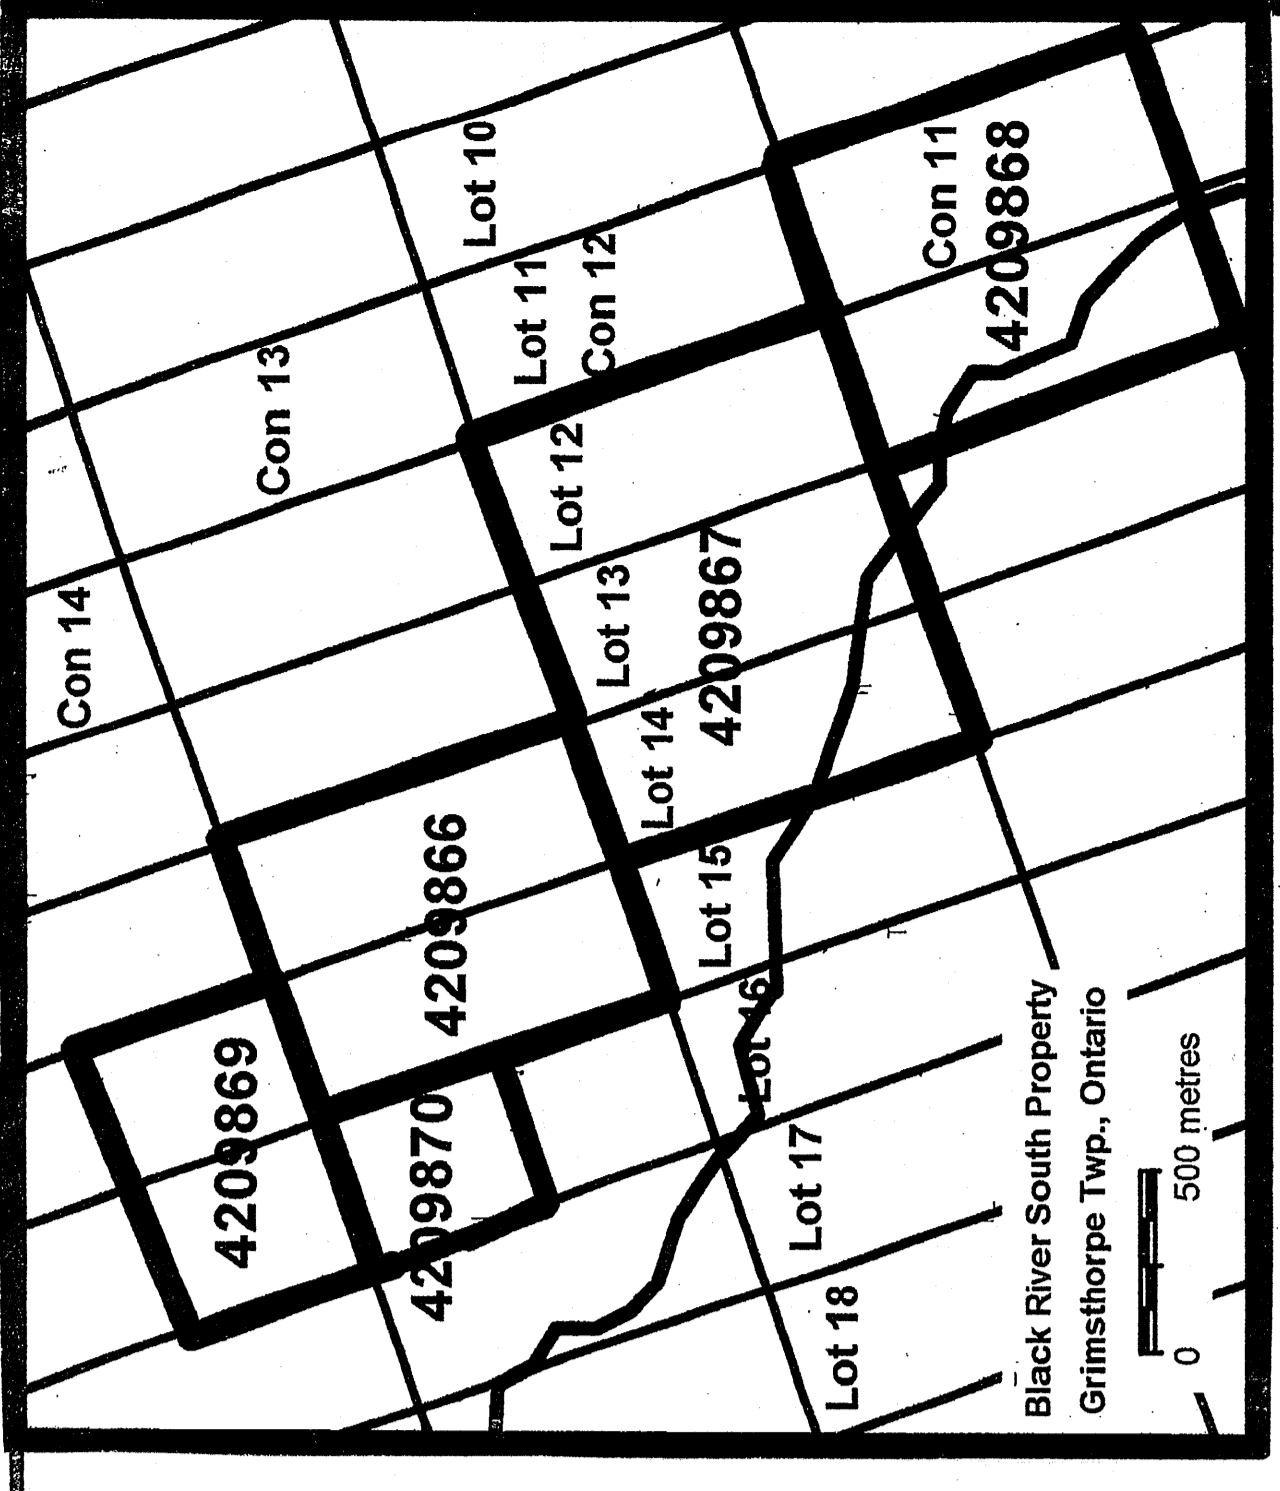 Con 14
Con 13
Lot 10
Lot 11
Con 12
Lot 12
Lot 13
Lot 14
Lot 15
Lot 16
Lot 17
Lot 18
Con 11
4209868
4209867
4209866
4209869
4209870
Black River South Property
Grimsthorpe Twp., Ontario
0 500 metres